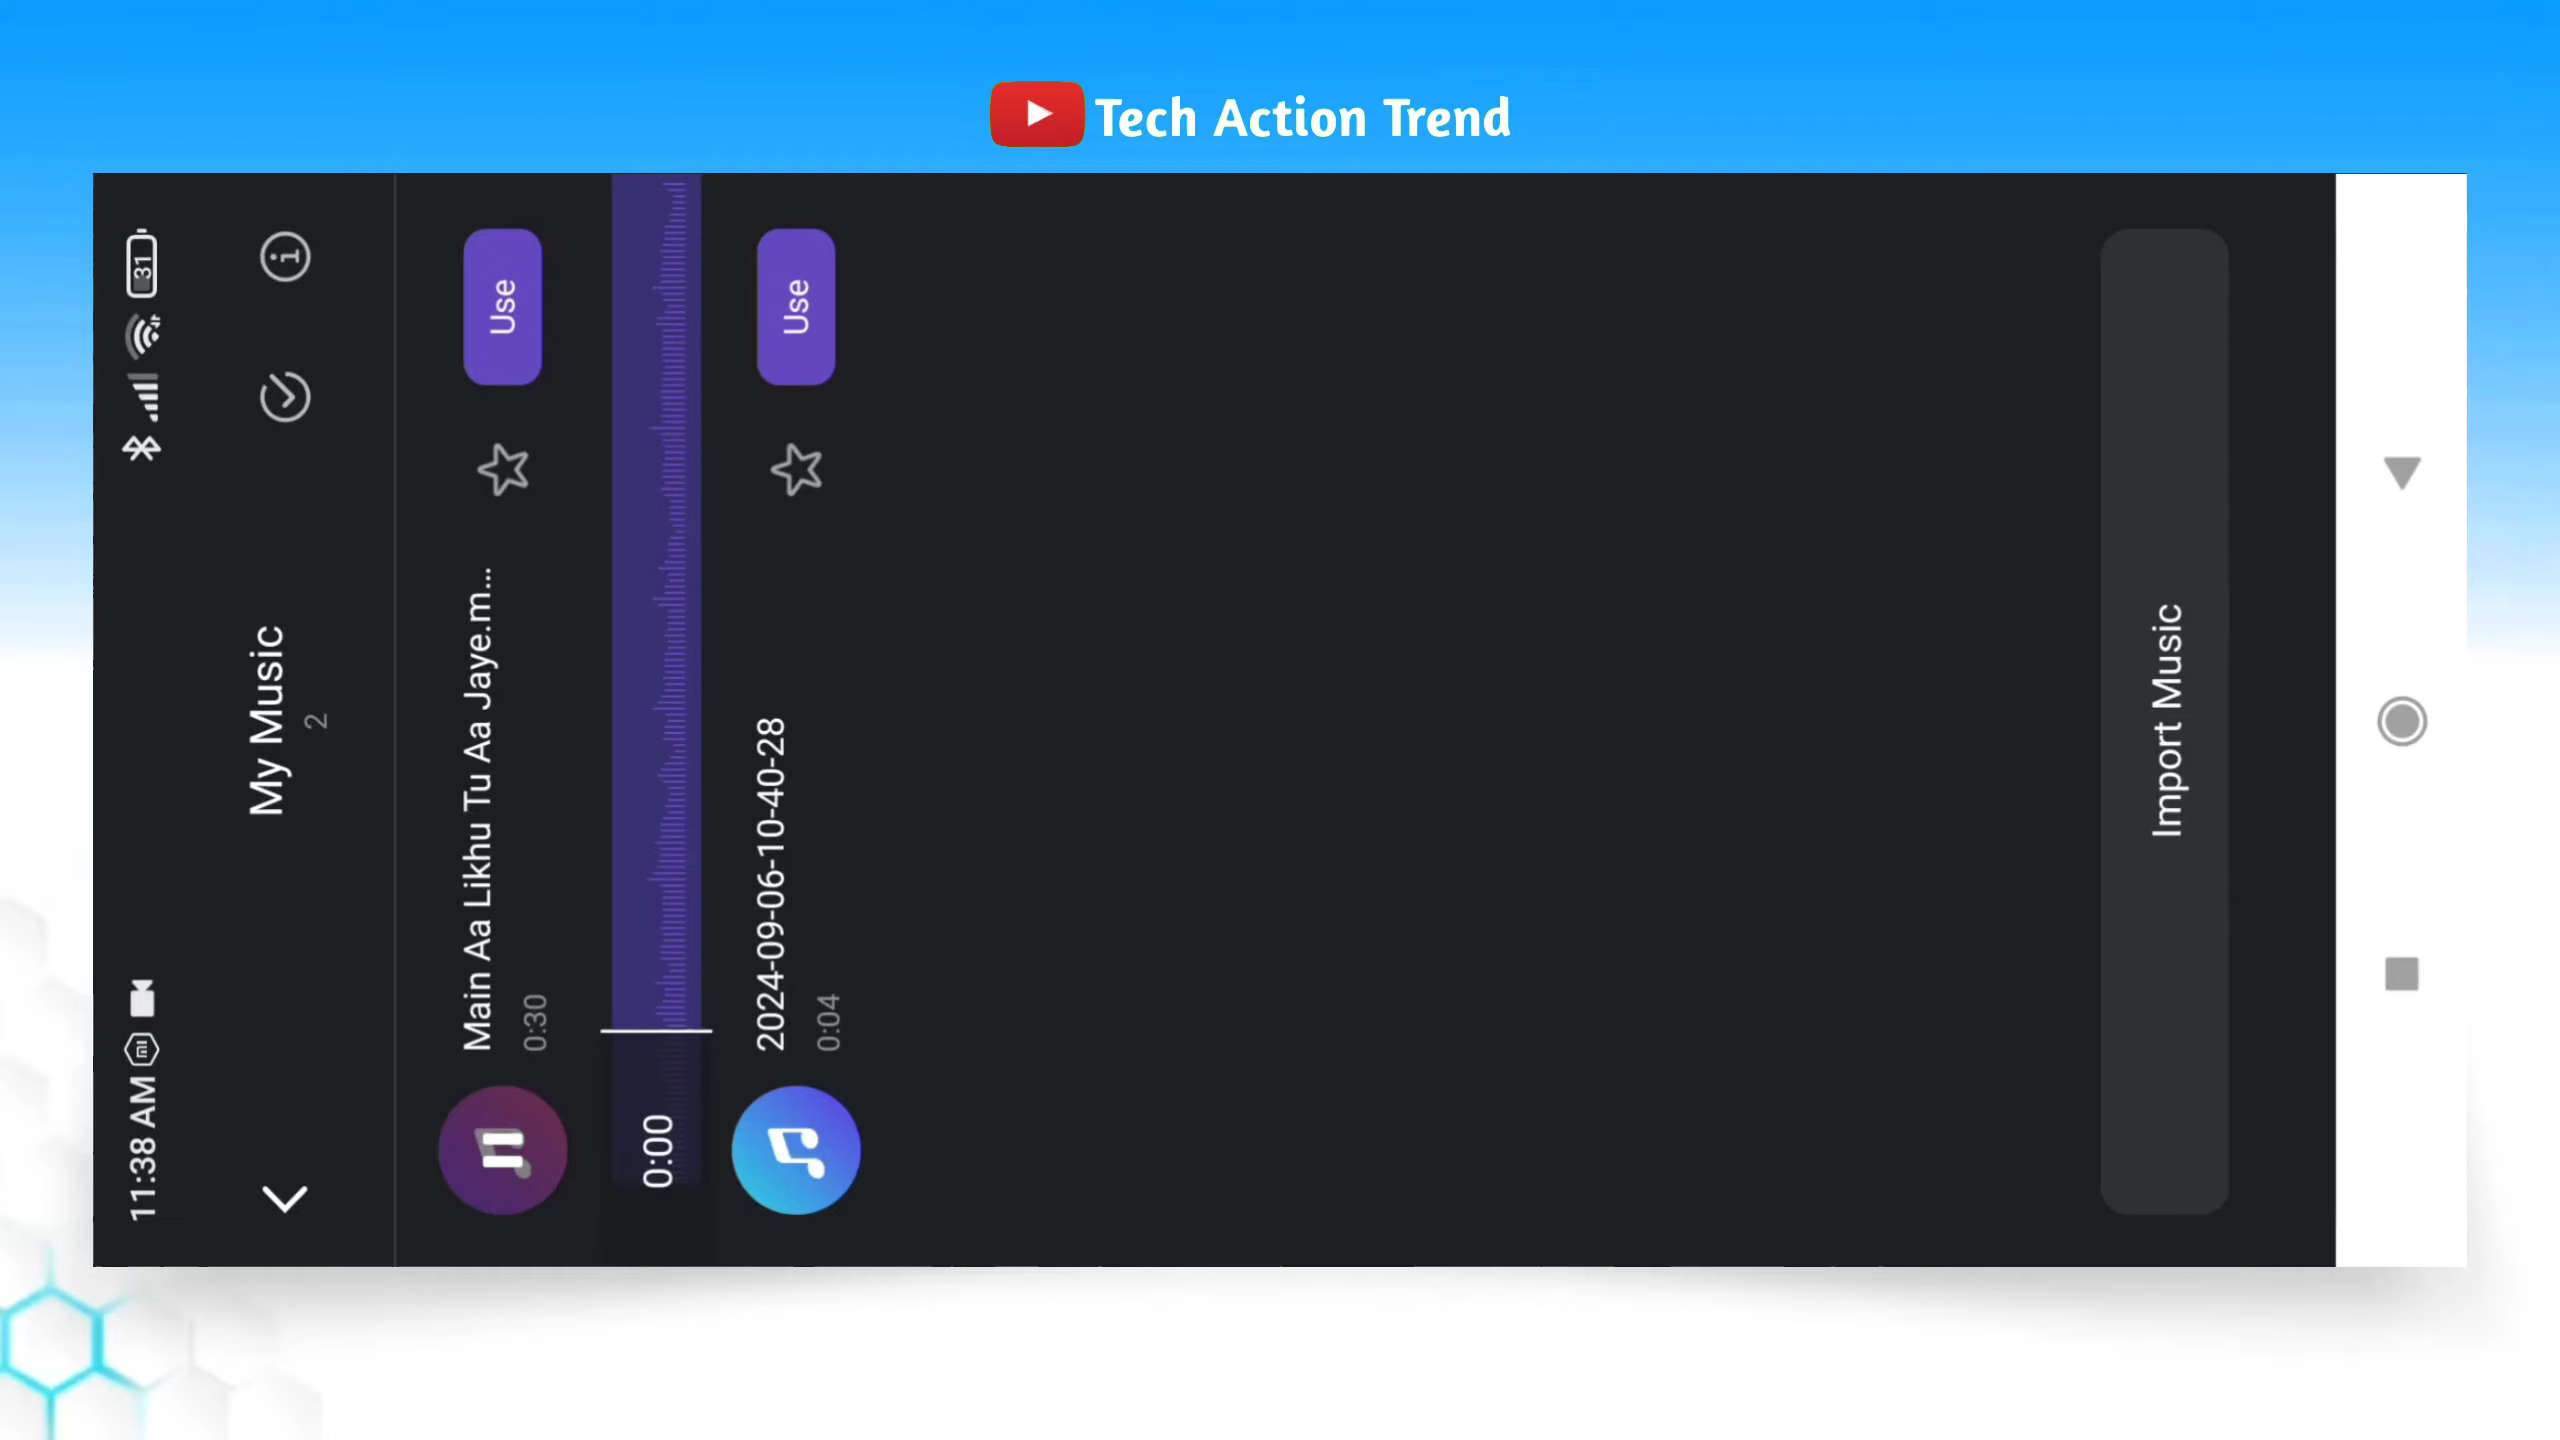 Tech Action Trend
11:38 AM
31
My Music
2
Main Aa Likhu Tu Aa Jaye.m...
0:30
Use
0:00
2024-09-06-10-40-28
0:04
Use
Import Music